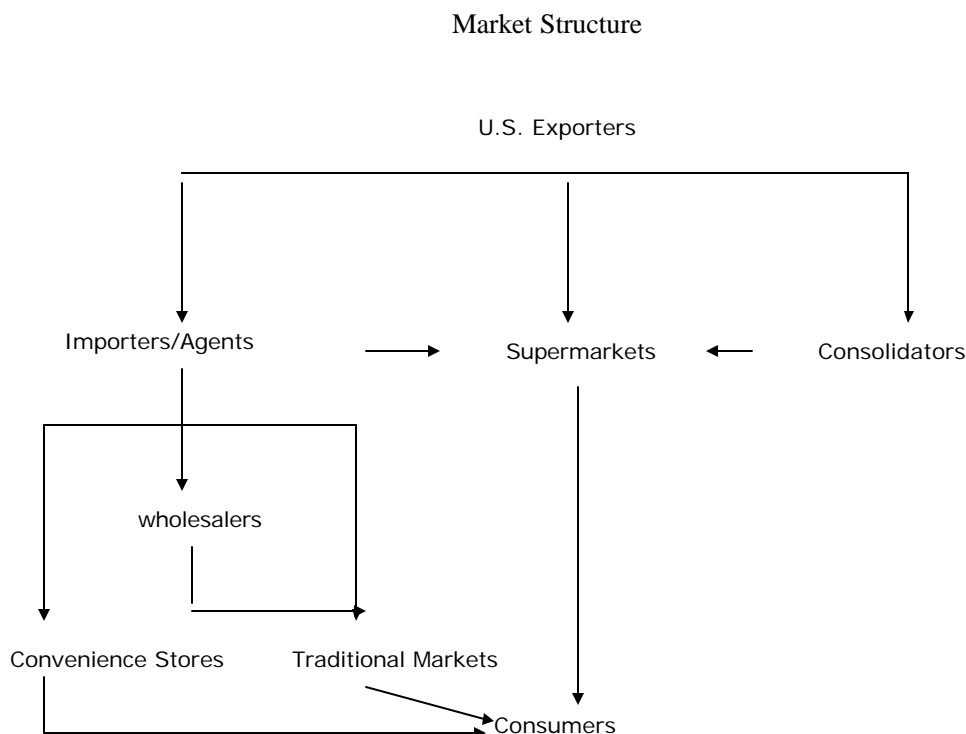 Market Structure
U.S. Exporters
Importers/Agents
Supermarkets
Consolidators
wholesalers
Convenience Stores
Traditional Markets
Consumers